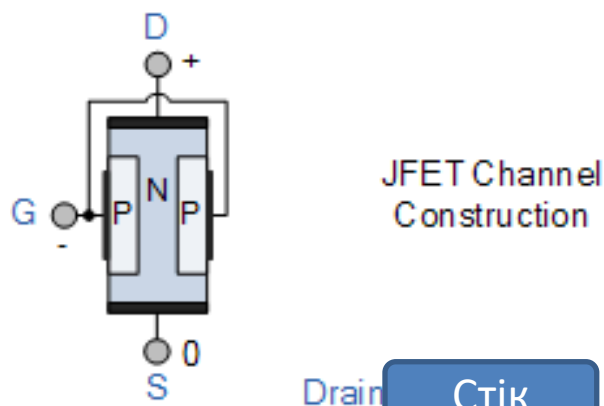 D
+
JFET Channel
Construction
N
G
P
P
-
0
S
Drain
Стік